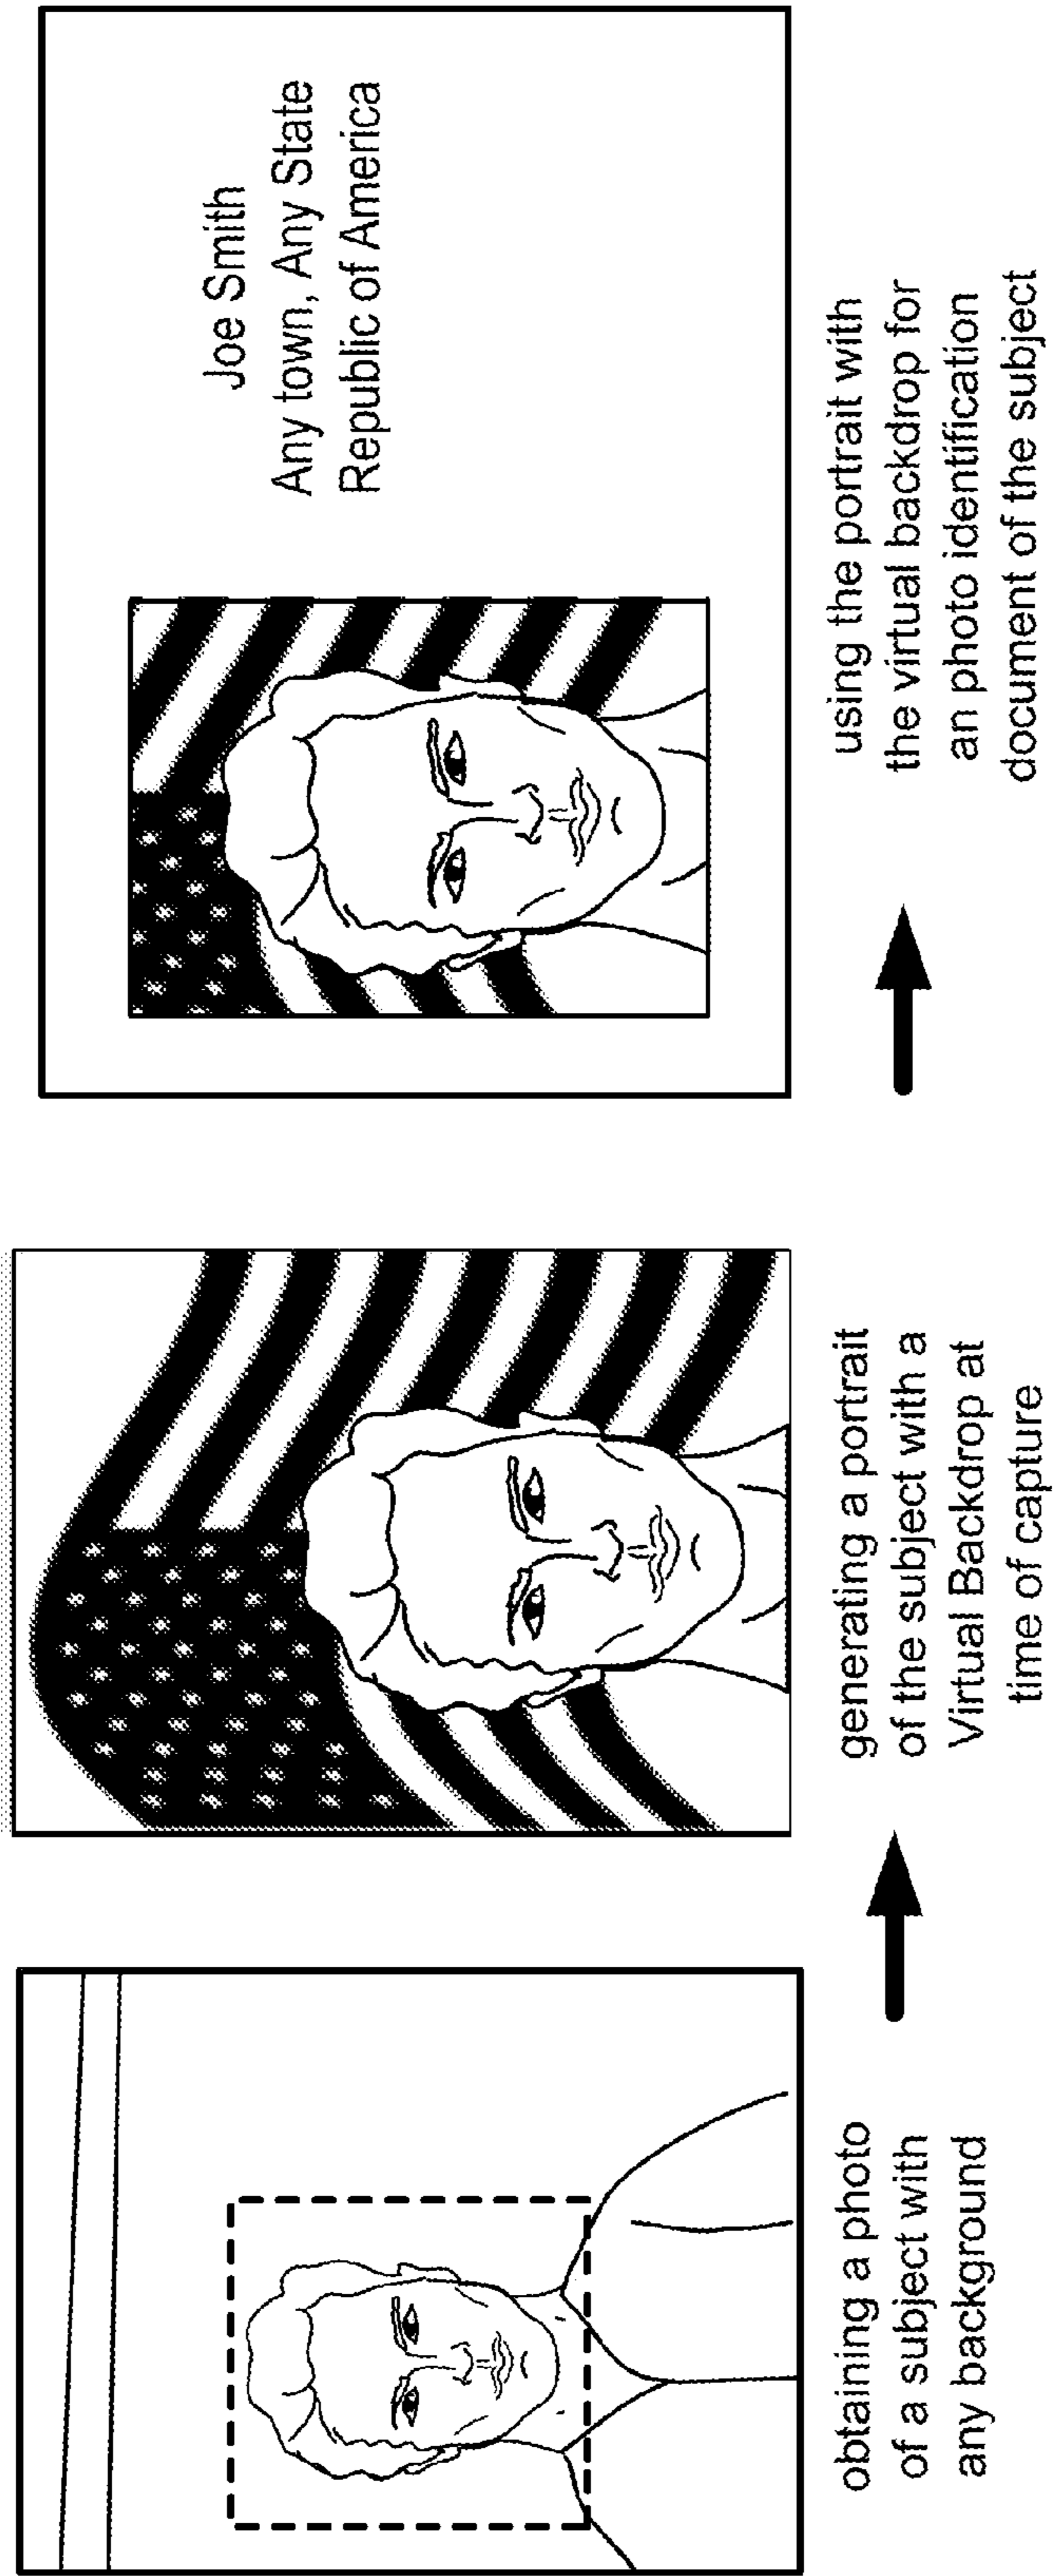 obtaining a photo
of a subject with
any background
generating a portrait
of the subject with a
Virtual Backdrop at
time of capture
Joe Smith
Any town, Any State
Republic of America
using the portrait with
the virtual backdrop for
an photo identification
document of the subject